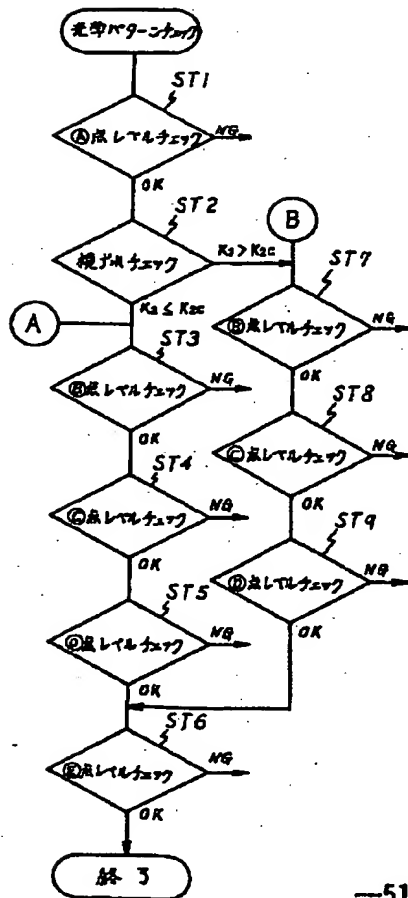 パターンチェック
ST1
Ⓐ点レベルチェック
NG
OK
ST2
横ずれチェック
K₂>K₂c
K₂≤K₂c
B
A
ST7
Ⓑ点レベルチェック
NG
OK
ST3
Ⓑ点レベルチェック
NG
OK
ST8
Ⓒ点レベルチェック
NG
OK
ST4
Ⓒ点レベルチェック
NG
OK
ST9
Ⓓ点レベルチェック
NG
OK
ST5
Ⓓ点レベルチェック
NG
OK
ST6
Ⓔ点レベルチェック
NG
OK
終了
—51